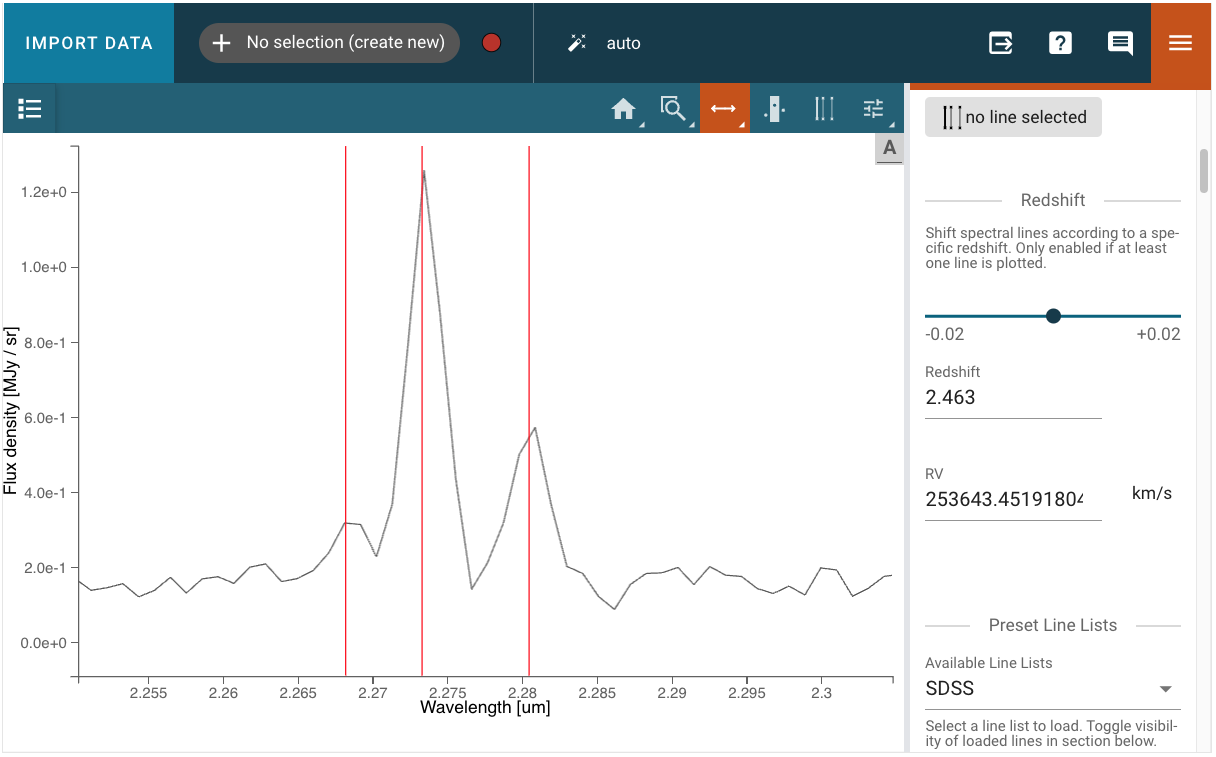 IMPORT DATA
No selection (create new)
auto
A
no line selected
Redshift
Shift spectral lines according to a spe-
cific redshift. Only enabled if at least
one line is plotted.
-0.02
+0.02
Redshift
2.463
RV
253643.45191804
km/s
Preset Line Lists
Available Line Lists
SDSS
Select a line list to load. Toggle visibil-
ity of loaded lines in section below.
Flux density [MJy / sr]
1.2e+0
1.0e+0
8.0e-1
6.0e-1
4.0e-1
2.0e-1
0.0e+0
2.255
2.26
2.265
2.27
2.275
2.28
2.285
2.29
2.295
2.3
Wavelength [um]